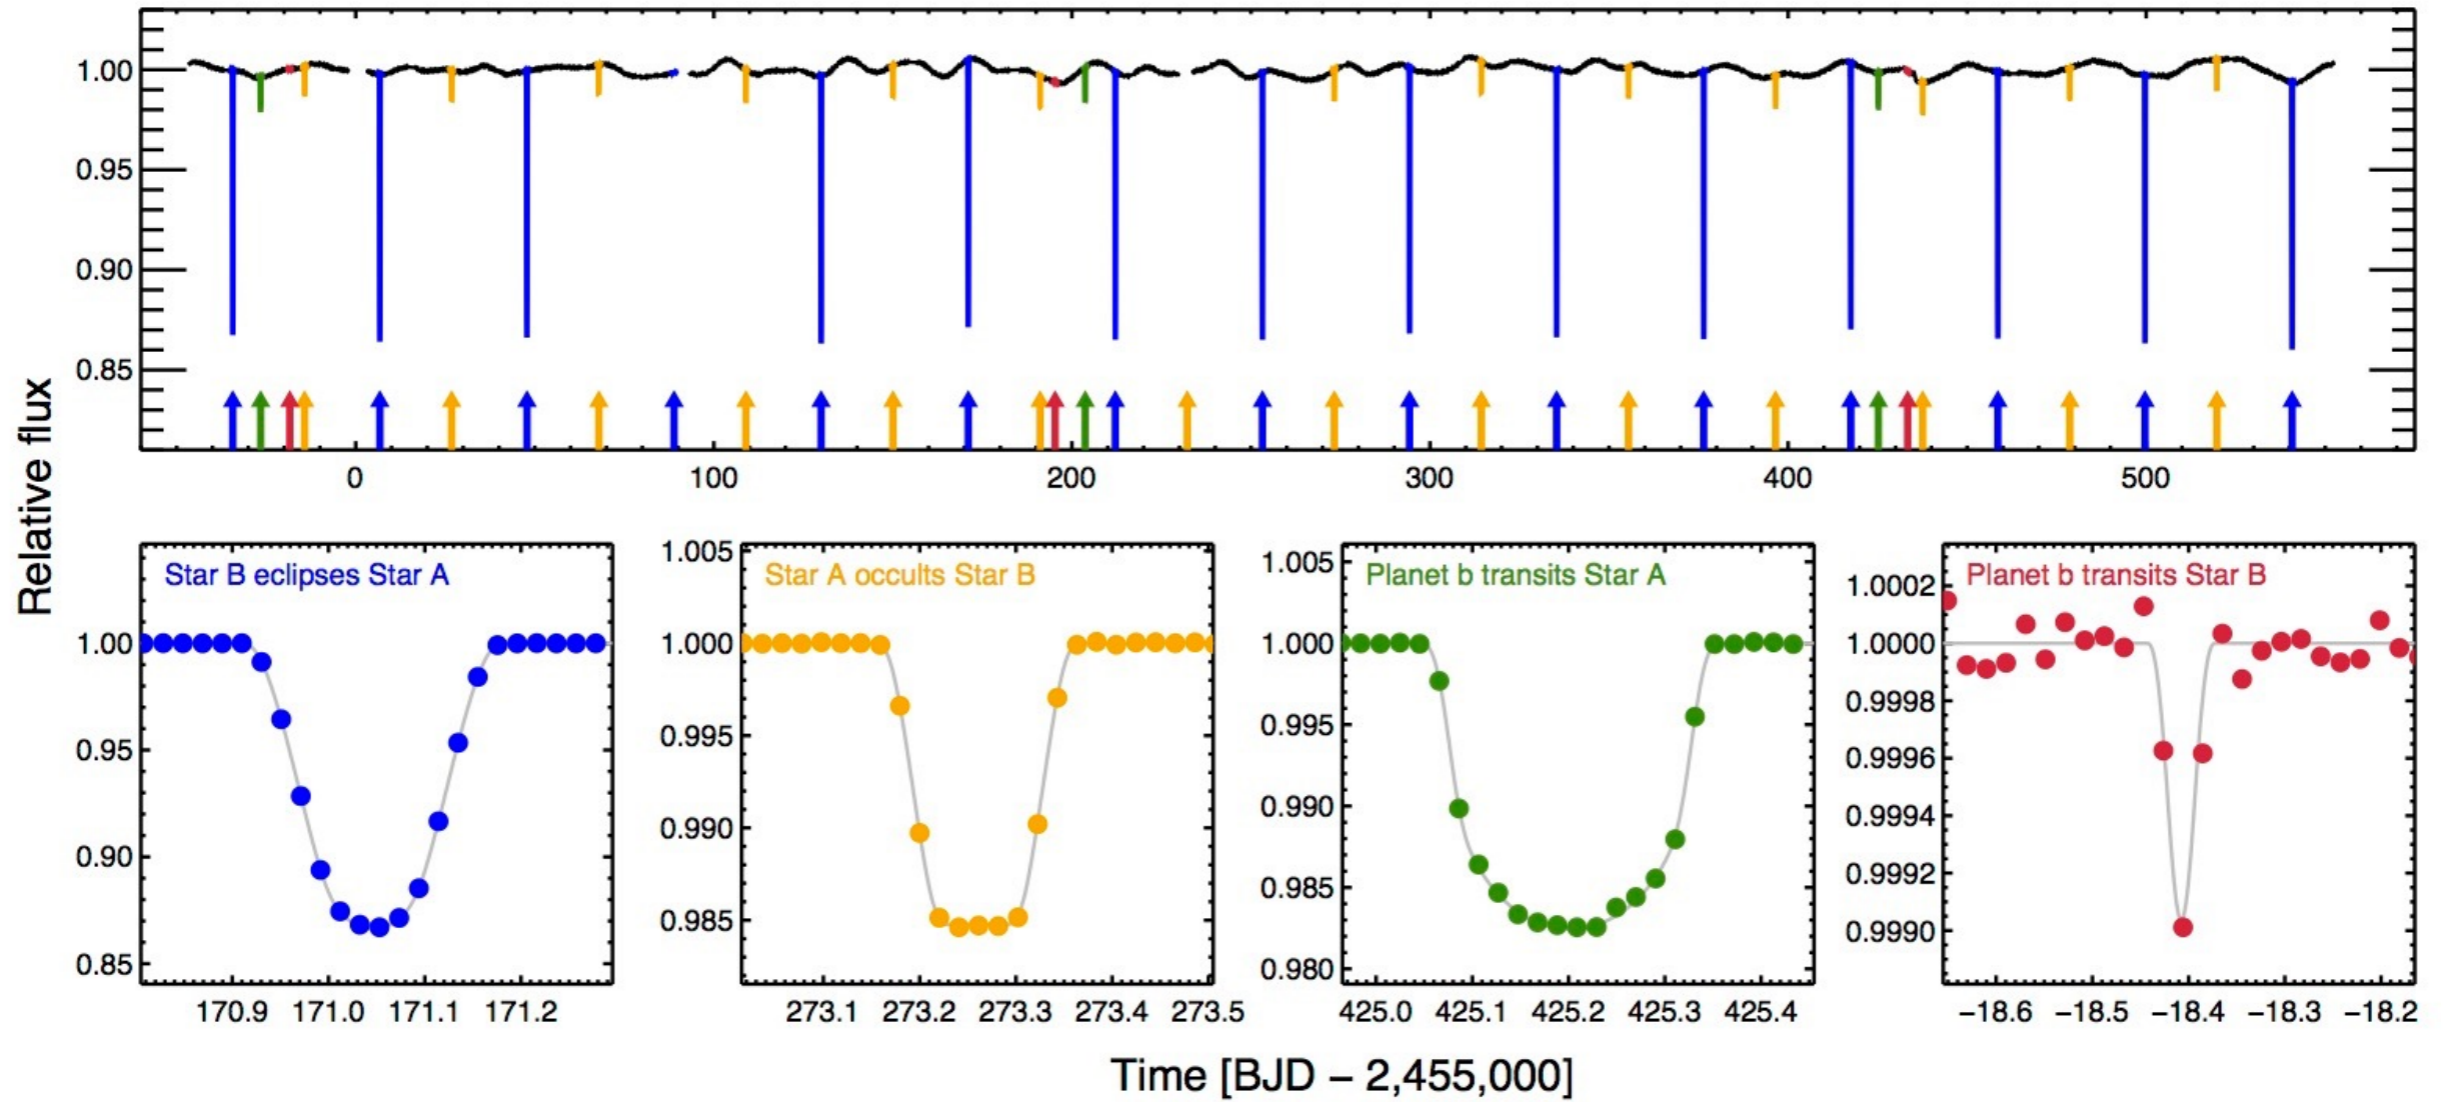 Relative flux
1.00
0.95
0.90
0.85
0 100 200 300 400 500
Star B eclipses Star A
1.00
0.95
0.90
0.85
170.9 171.0 171.1 171.2
Star A occults Star B
1.005
1.000
0.995
0.990
0.985
273.1 273.2 273.3 273.4 273.5
Planet b transits Star A
1.005
1.000
0.995
0.990
0.985
0.980
425.0 425.1 425.2 425.3 425.4
Planet b transits Star B
1.0002
1.0000
0.9998
0.9996
0.9994
0.9992
0.9990
−18.6 −18.5 −18.4 −18.3 −18.2
Time [BJD − 2,455,000]